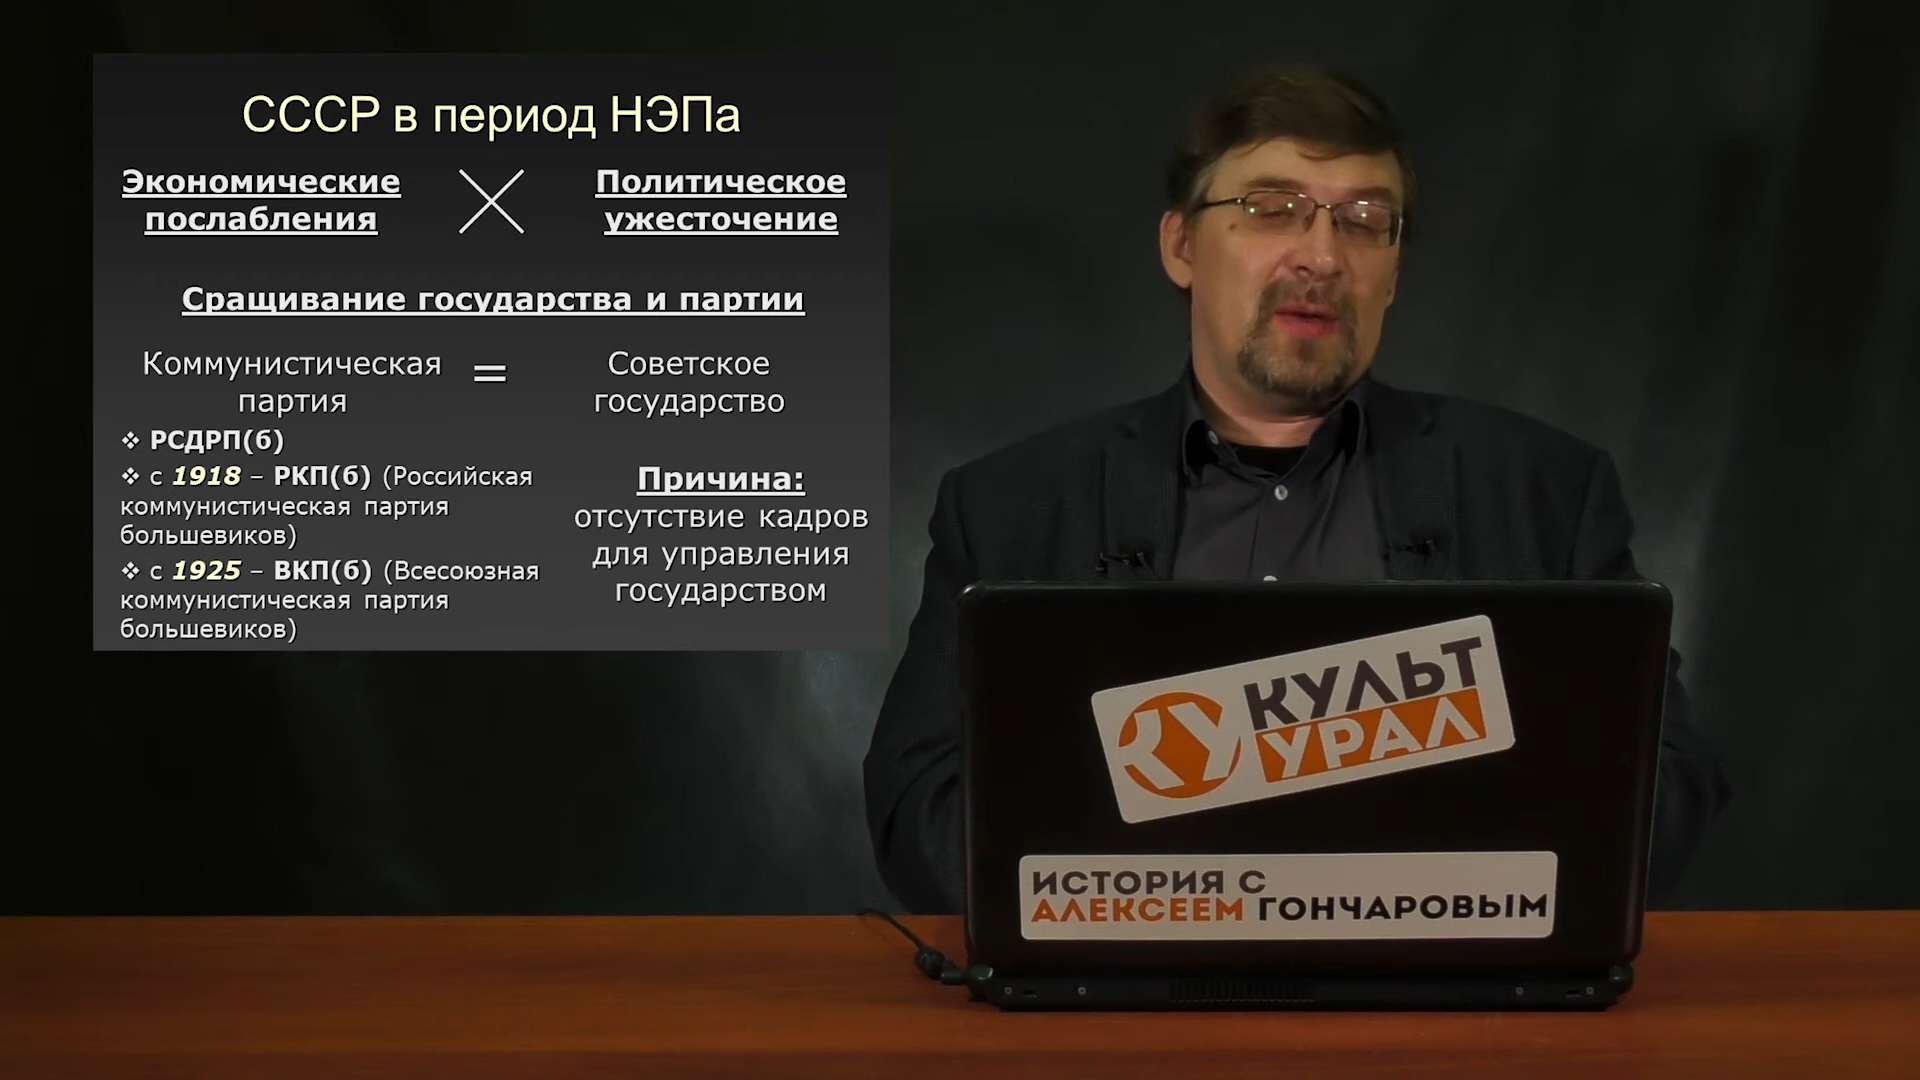 СССР в период НЭПа
Экономические
послабления
Политическое
ужесточение
Сращивание государства и партии
Коммунистическая
партия
=
Советское
государство
❖ РСДРП(б)
❖ с 1918 – РКП(б) (Российская
коммунистическая партия
большевиков)
❖ с 1925 – ВКП(б) (Всесоюзная
коммунистическая партия
большевиков)
Причина:
отсутствие кадров
для управления
государством
КУ КУЛЬТ
УРАЛ
ИСТОРИЯ С
АЛЕКСЕЕМ ГОНЧАРОВЫМ